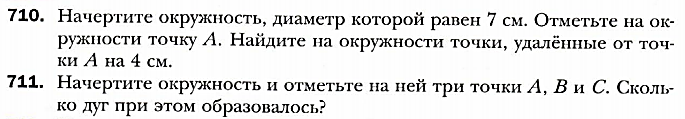 710. Начертите окружность, диаметр которой равен 7 см. Отметьте на ок-
ружности точку A. Найдите на окружности точки, удалённые от точ-
ки A на 4 см.
711. Начертите окружность и отметьте на ней три точки A, B и C. Сколь-
ко дуг при этом образовалось?